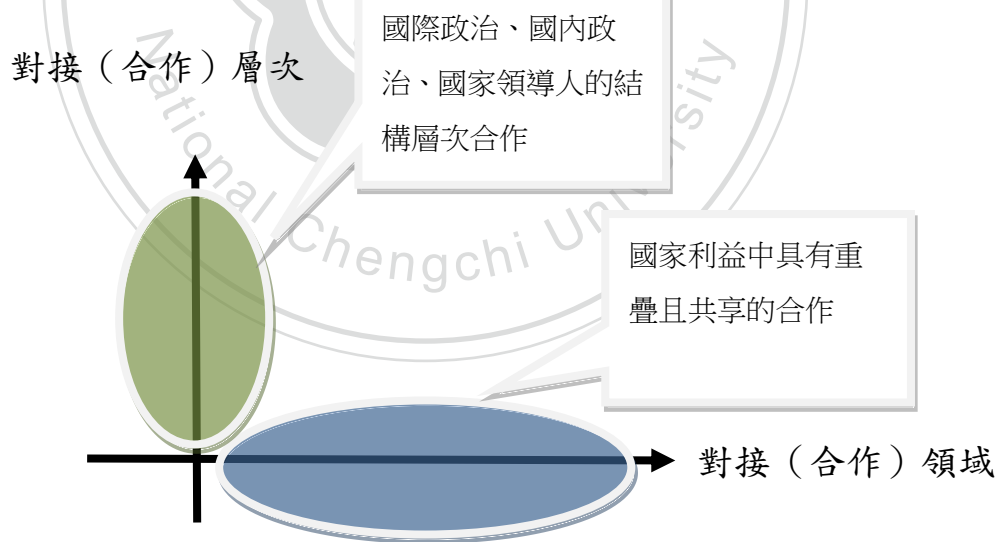 國際政治、國內政
治、國家領導人的結
構層次合作
對接（合作）層次
National Chengchi University
國家利益中具有重
疊且共享的合作
對接（合作）領域